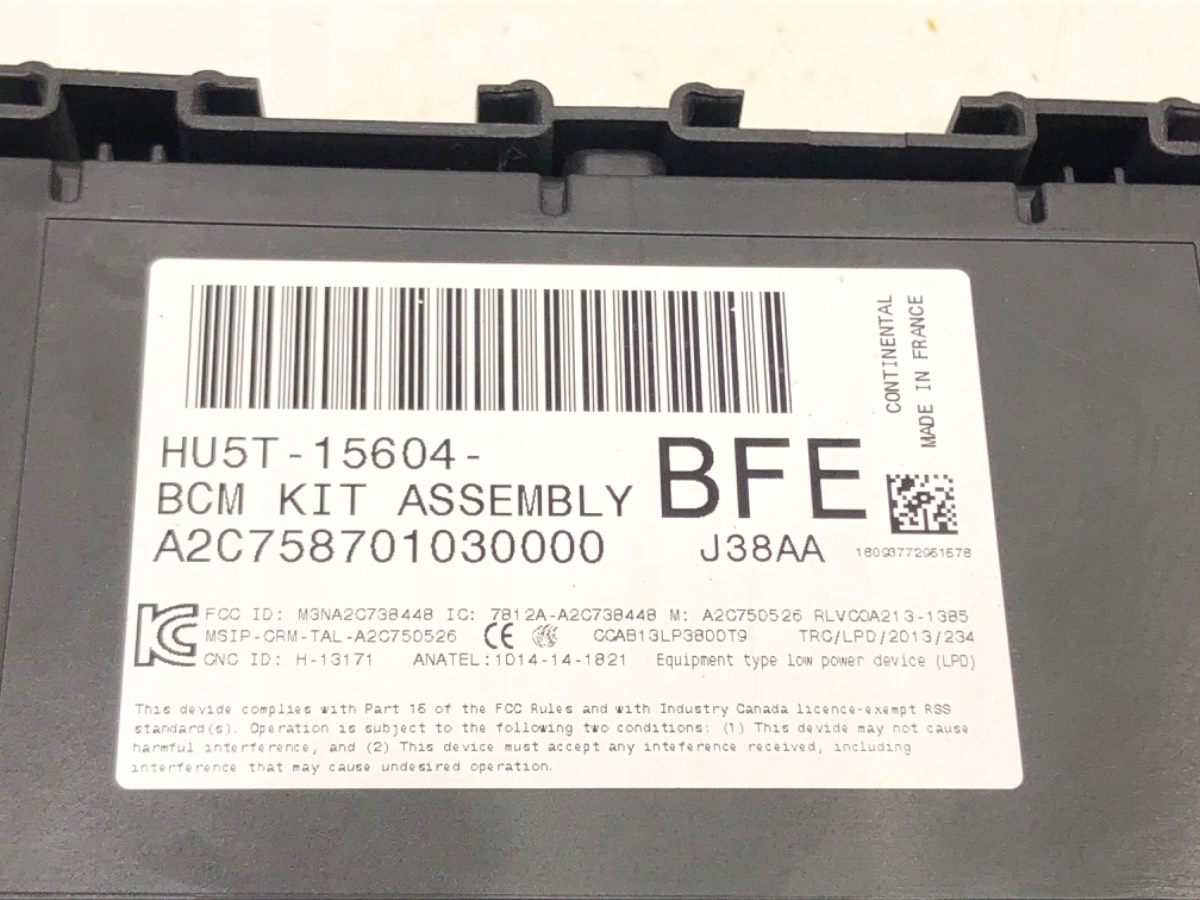 CONTINENTAL
MADE IN FRANCE
HU5T-15604-
BFE
BCM KIT ASSEMBLY
A2C758701030000
J38AA
18093772951578
FCC ID: M3NA2C738448 IC: 7812A-A2C738448 M: A2C750526 RLVCOA213-1385
MSIP-CRM-TAL-A2C750526 CE CCAB13LP3800T9 TRC/LPD/2013/234
CNC ID: H-13171 ANATEL:1014-14-1821 Equipment type low power device (LPD)
This devide complies with Part 15 of the FCC Rules and with Industry Canada licence-exempt RSS
standard(s). Operation is subject to the following two conditions: (1) This devide may not cause
harmful interference, and (2) This device must accept any inteference received, including
interference that may cause undesired operation.